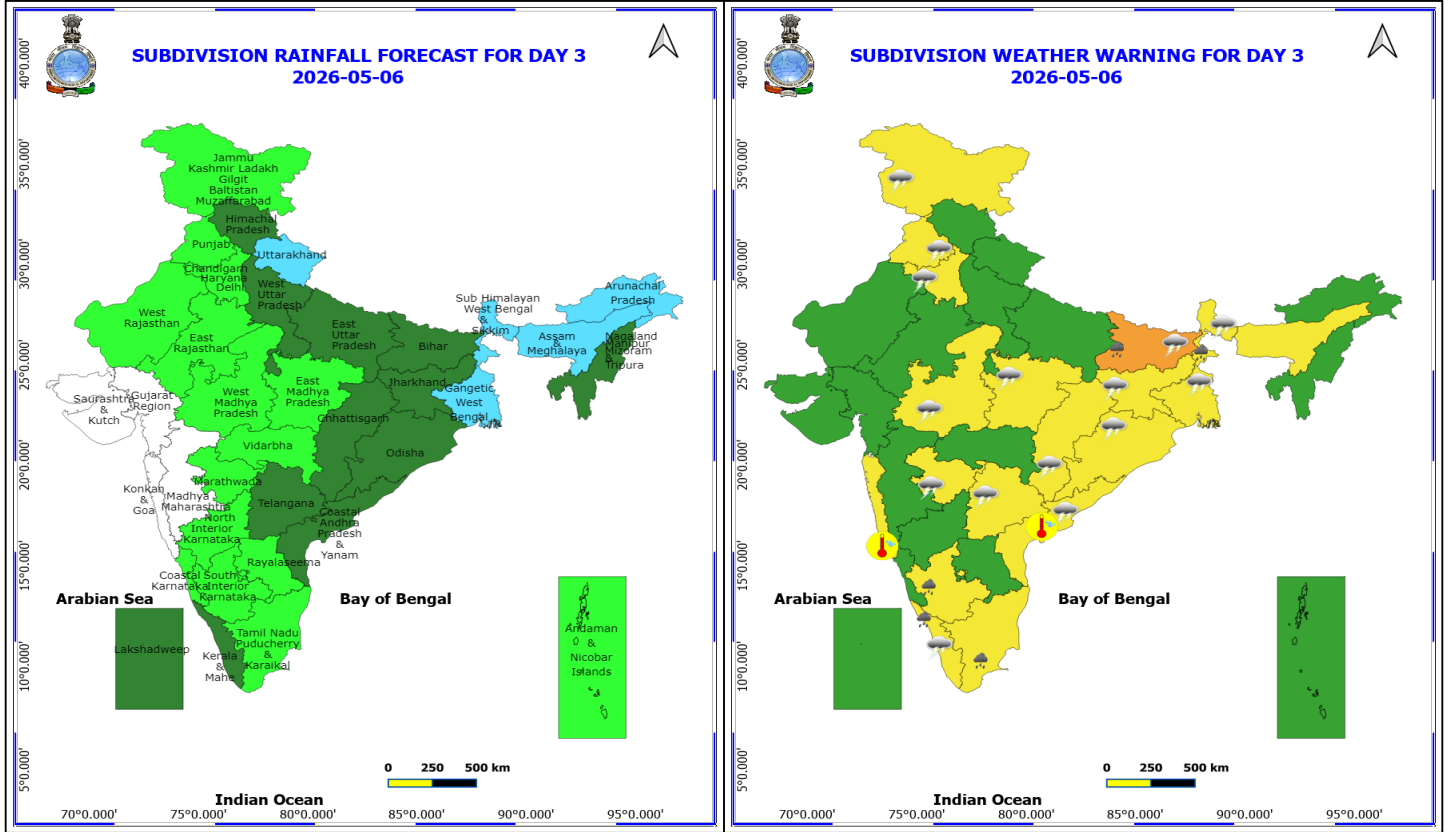 SUBDIVISION RAINFALL FORECAST FOR DAY 3
2026-05-06
Jammu
Kashmir Ladakh
Gilgit
Baltistan
Muzaffarabad
Himachal
Pradesh
Punjab
Uttarakhand
Chandigarh
Haryana
Delhi
West
Uttar
Pradesh
Arunachal
Pradesh
Sub Himalayan
West Bengal
&
Sikkim
West
Rajasthan
East
Rajasthan
East
Uttar
Pradesh
Bihar
Assam
&
Meghalaya
Nagaland
Manipur
Mizoram
&
Tripura
Saurashtra
&
Kutch
Gujarat
Region
West
Madhya
Pradesh
East
Madhya
Pradesh
Jharkhand
Gangetic
West
Bengal
Chhattisgarh
Vidarbha
Odisha
Konkan
&
Goa
Madhya
Maharashtra
Marathwada
Telangana
North
Interior
Karnataka
Coastal
Andhra
Pradesh
&
Yanam
Rayalaseema
Coastal
Karnataka
South
Interior
Karnataka
Arabian Sea
Bay of Bengal
Lakshadweep
Kerala
&
Mahe
Tamil Nadu
Puducherry
&
Karaikal
Andaman
&
Nicobar
Islands
0 250 500 km
Indian Ocean
40°0.000'
35°0.000'
30°0.000'
25°0.000'
20°0.000'
15°0.000'
10°0.000'
5°0.000'
70°0.000' 75°0.000' 80°0.000' 85°0.000' 90°0.000' 95°0.000'
SUBDIVISION WEATHER WARNING FOR DAY 3
2026-05-06
Arabian Sea
Bay of Bengal
0 250 500 km
Indian Ocean
40°0.000'
35°0.000'
30°0.000'
25°0.000'
20°0.000'
15°0.000'
10°0.000'
5°0.000'
70°0.000' 75°0.000' 80°0.000' 85°0.000' 90°0.000' 95°0.000'